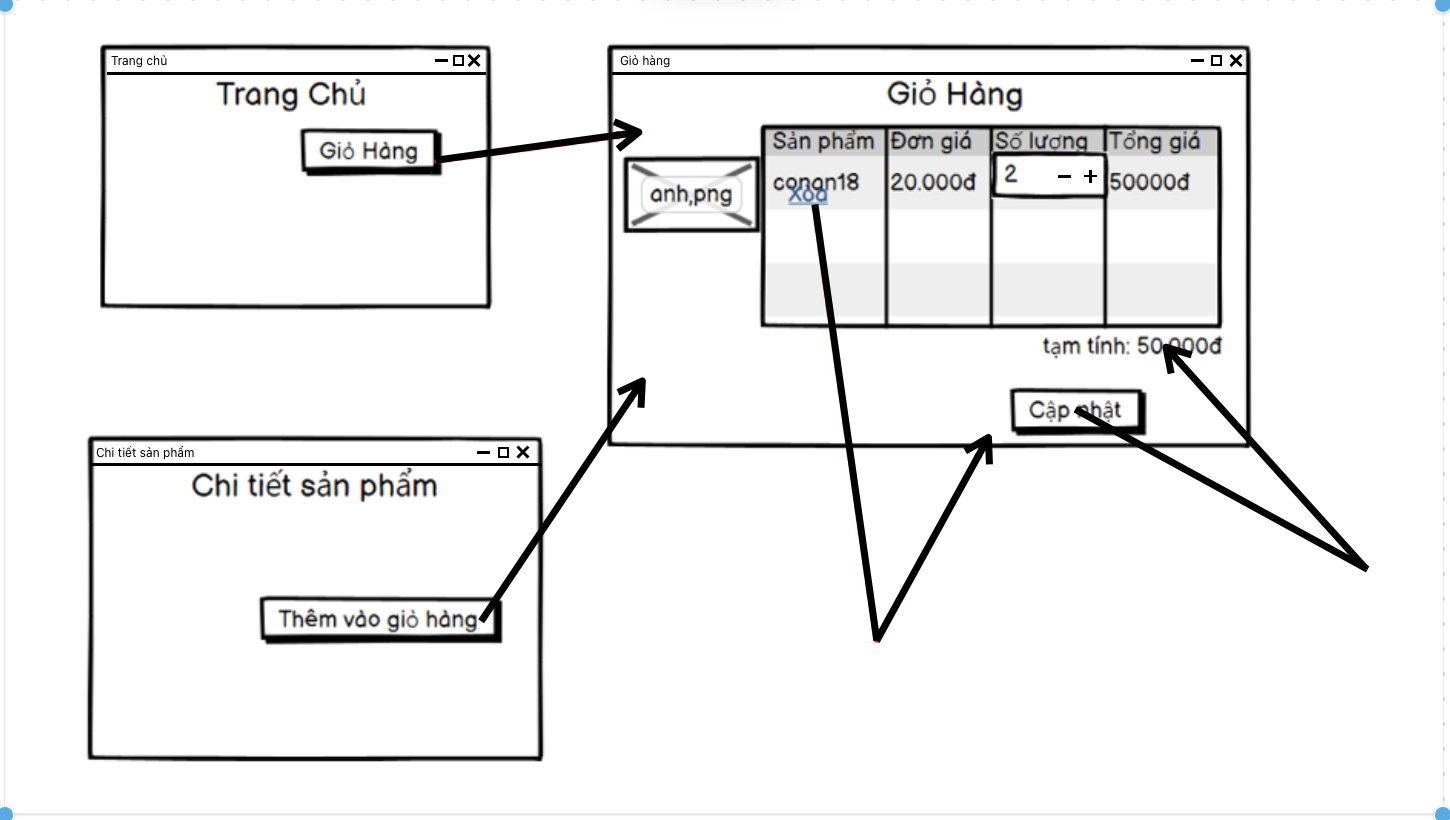 Trang chủ
Trang Chủ
Giỏ Hàng
Giỏ hàng
Giỏ Hàng
Sản phẩm Đơn giá Số lượng Tổng giá
anh,png
conan18 20.000đ 2 50000đ
Xóa
tạm tính: 50.000đ
Cập nhật
Chi tiết sản phẩm
Chi tiết sản phẩm
Thêm vào giỏ hàng